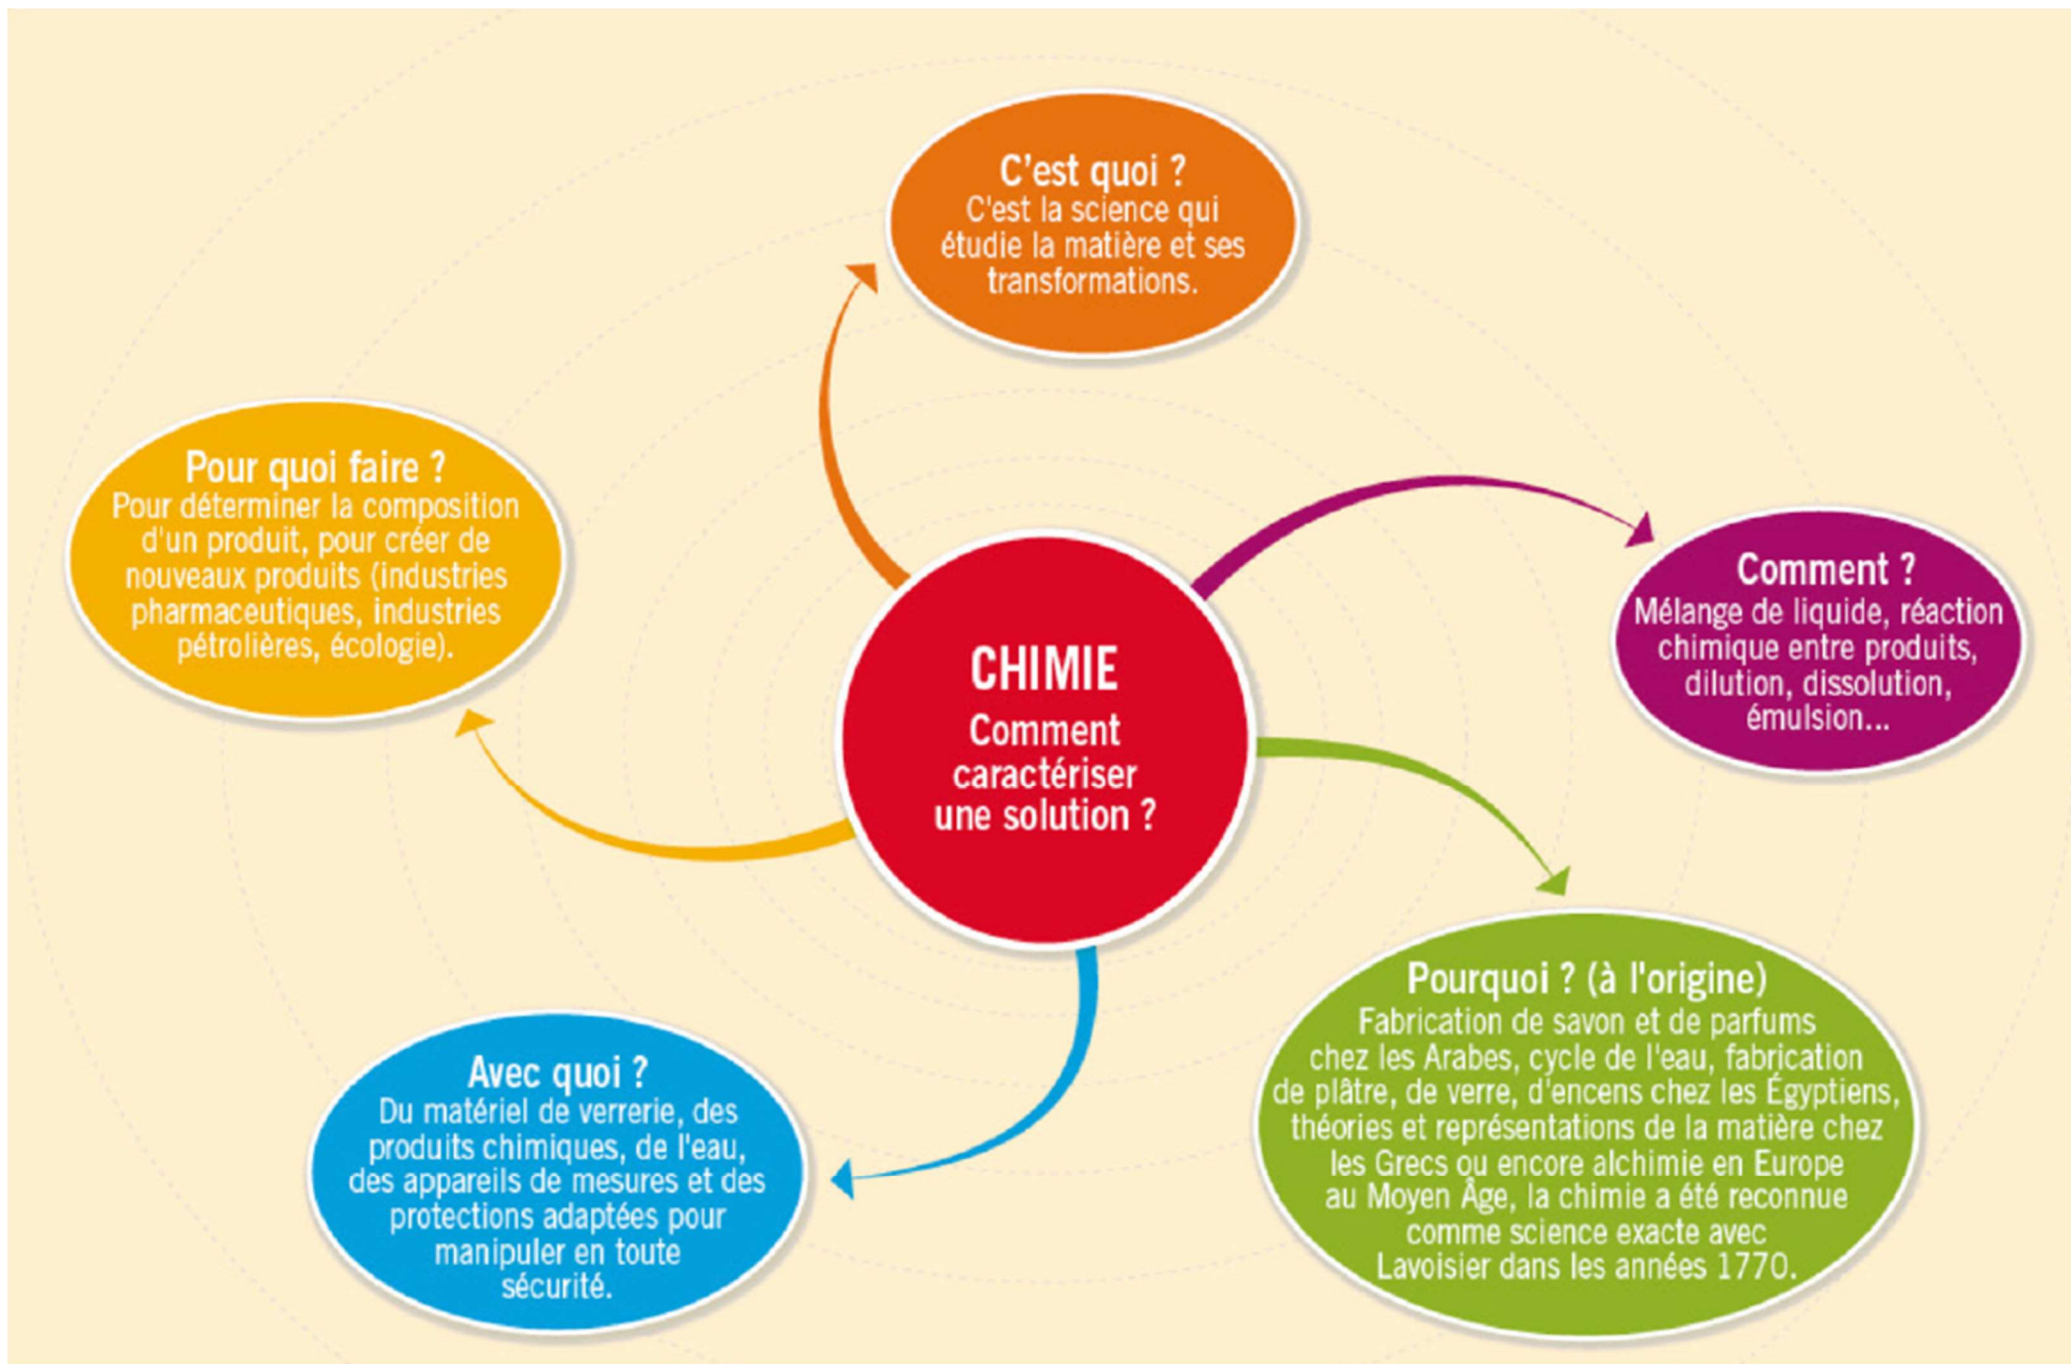 C'est quoi ?
C'est la science qui
étudie la matière et ses
transformations.
Pour quoi faire ?
Pour déterminer la composition
d'un produit, pour créer de
nouveaux produits (industries
pharmaceutiques, industries
pétrolières, écologie).
Comment ?
Mélange de liquide, réaction
chimique entre produits,
dilution, dissolution,
émulsion...
CHIMIE
Comment
caractériser
une solution ?
Pourquoi ? (à l'origine)
Fabrication de savon et de parfums
chez les Arabes, cycle de l'eau, fabrication
de plâtre, de verre, d'encens chez les Égyptiens,
théories et représentations de la matière chez
les Grecs ou encore alchimie en Europe
au Moyen Âge, la chimie a été reconnue
comme science exacte avec
Lavoisier dans les années 1770.
Avec quoi ?
Du matériel de verrerie, des
produits chimiques, de l'eau,
des appareils de mesures et des
protections adaptées pour
manipuler en toute
sécurité.